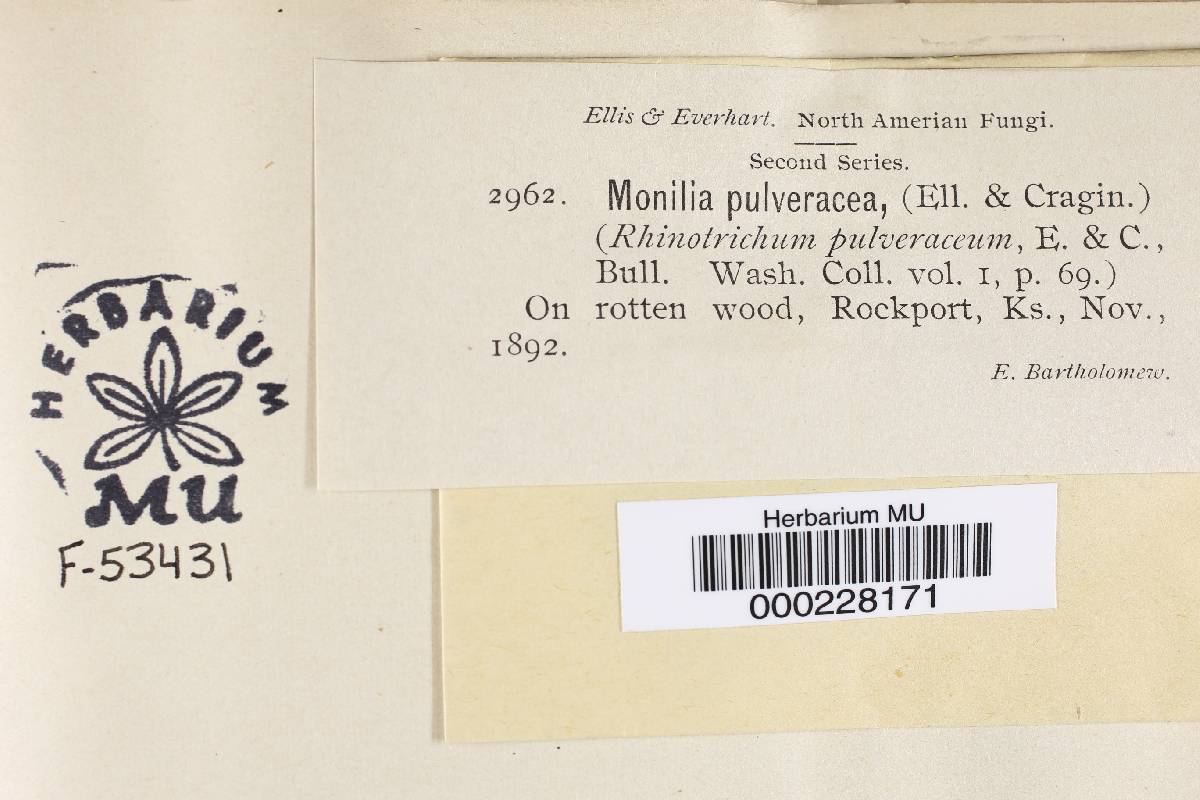 Ellis & Everhart. North Amerian Fungi.
Second Series.
2962. Monilia pulveracea, (Ell. & Cragin.)
(Rhinotrichum pulveraceum, E. & C.,
Bull. Wash. Coll. vol. 1, p. 69.)
On rotten wood, Rockport, Ks., Nov.,
1892.
E. Bartholomew.
HERBARIUM
MU
F-53431
Herbarium MU
000228171